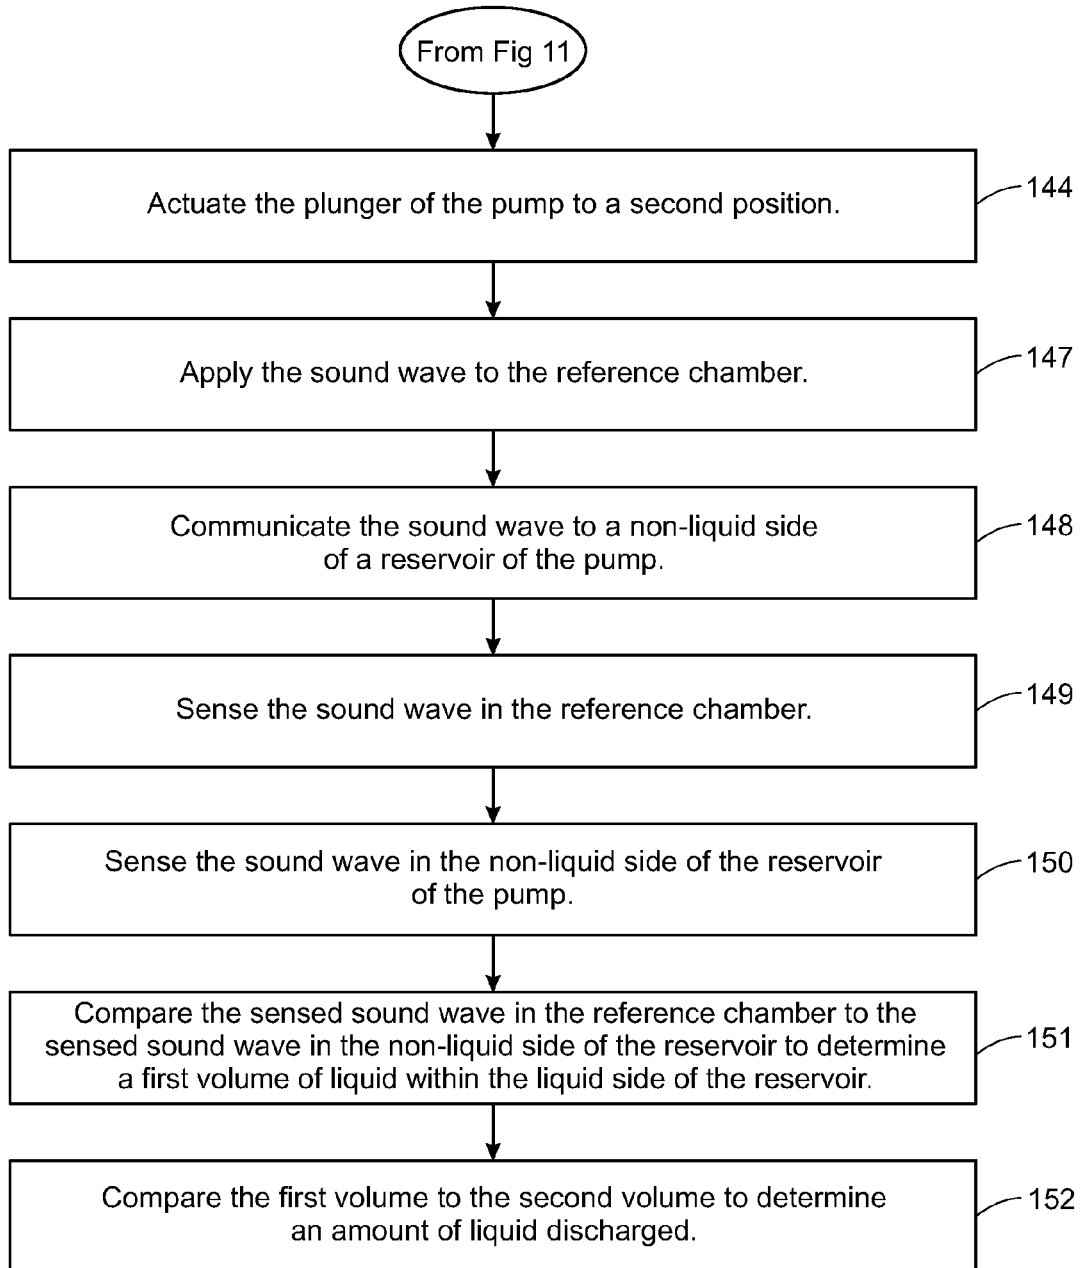 From Fig 11
Actuate the plunger of the pump to a second position.
144
Apply the sound wave to the reference chamber.
147
Communicate the sound wave to a non-liquid side
of a reservoir of the pump.
148
Sense the sound wave in the reference chamber.
149
Sense the sound wave in the non-liquid side of the reservoir
of the pump.
150
Compare the sensed sound wave in the reference chamber to the
sensed sound wave in the non-liquid side of the reservoir to determine
a first volume of liquid within the liquid side of the reservoir.
151
Compare the first volume to the second volume to determine
an amount of liquid discharged.
152